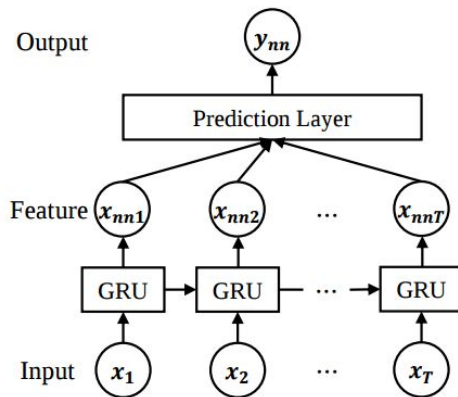 Output y_nn
Prediction Layer
Feature x_nn1 x_nn2 ... x_nnT
GRU GRU ... GRU
Input x_1 x_2 ... x_T